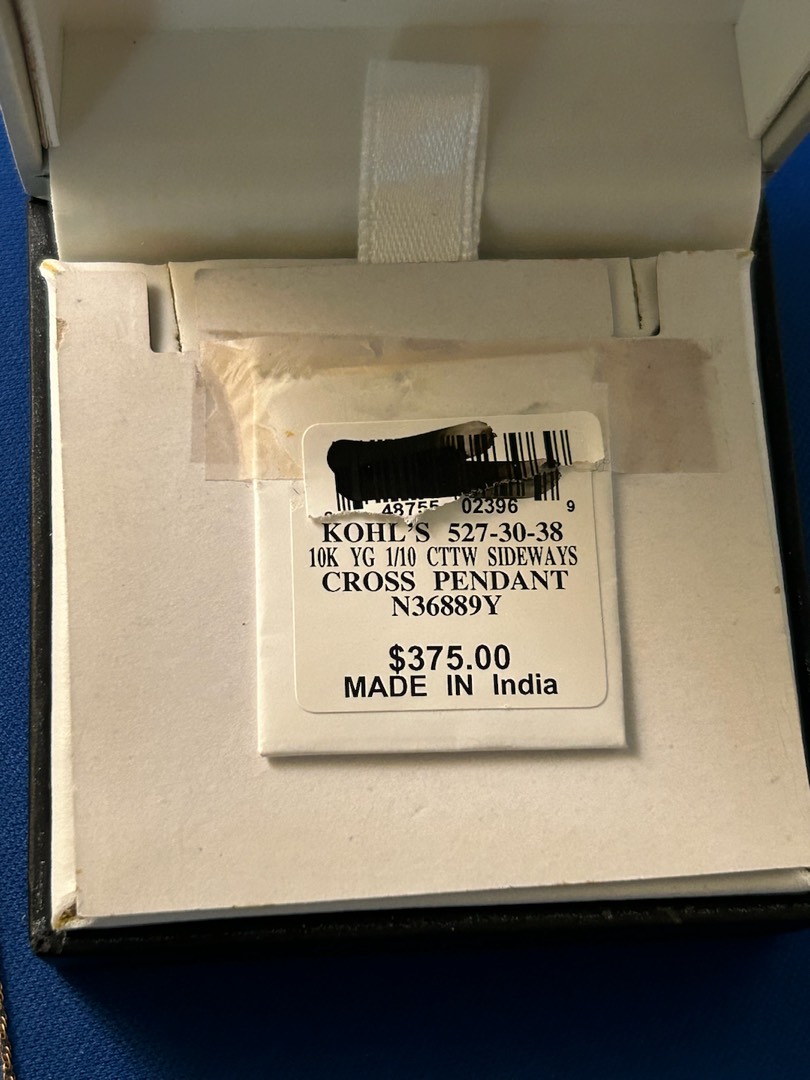 48755 02396 9
KOHL'S 527-30-38
10K YG 1/10 CTTW SIDEWAYS
CROSS PENDANT
N36889Y
$375.00
MADE IN India